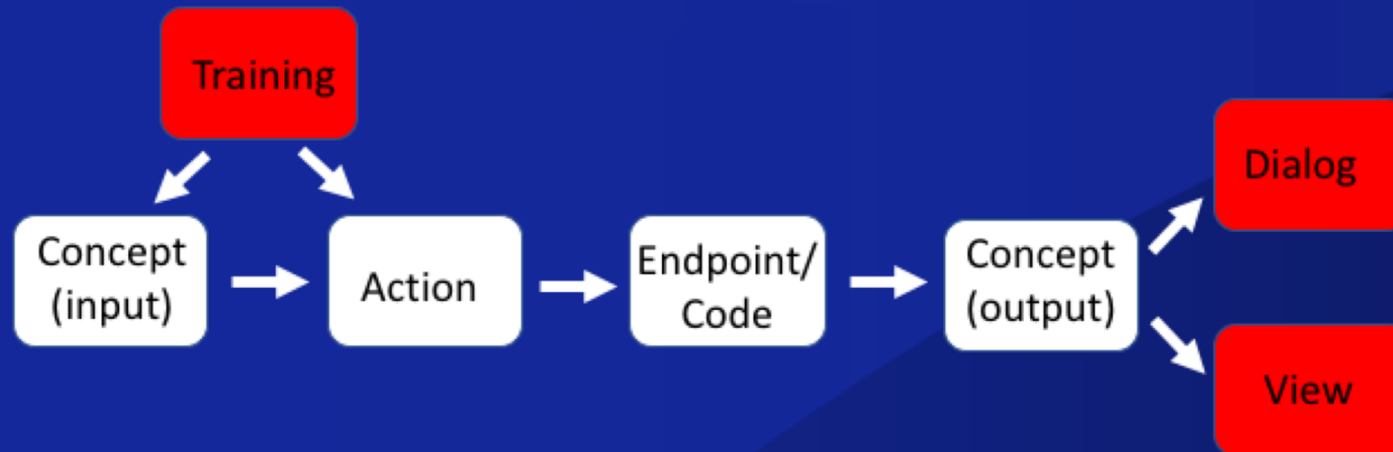 Training
Concept
(input)
Action
Endpoint/
Code
Concept
(output)
Dialog
View